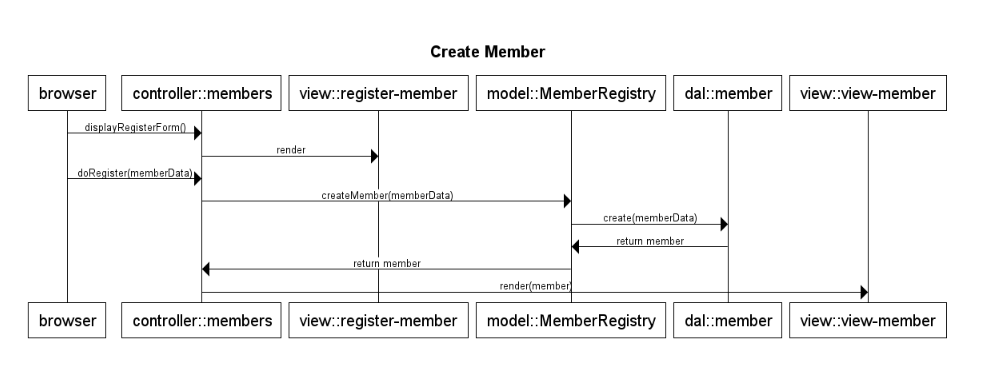 Create Member
browser
controller::members
view::register-member
model::MemberRegistry
dal::member
view::view-member
displayRegisterForm()
render
doRegister(memberData)
createMember(memberData)
create(memberData)
return member
return member
render(member)
browser
controller::members
view::register-member
model::MemberRegistry
dal::member
view::view-member